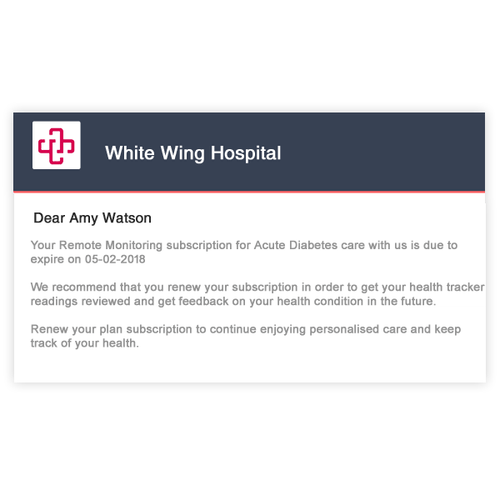 White Wing Hospital
Dear Amy Watson
Your Remote Monitoring subscription for Acute Diabetes care with us is due to
expire on 05-02-2018
We recommend that you renew your subscription in order to get your health tracker
readings reviewed and get feedback on your health condition in the future.
Renew your plan subscription to continue enjoying personalised care and keep
track of your health.